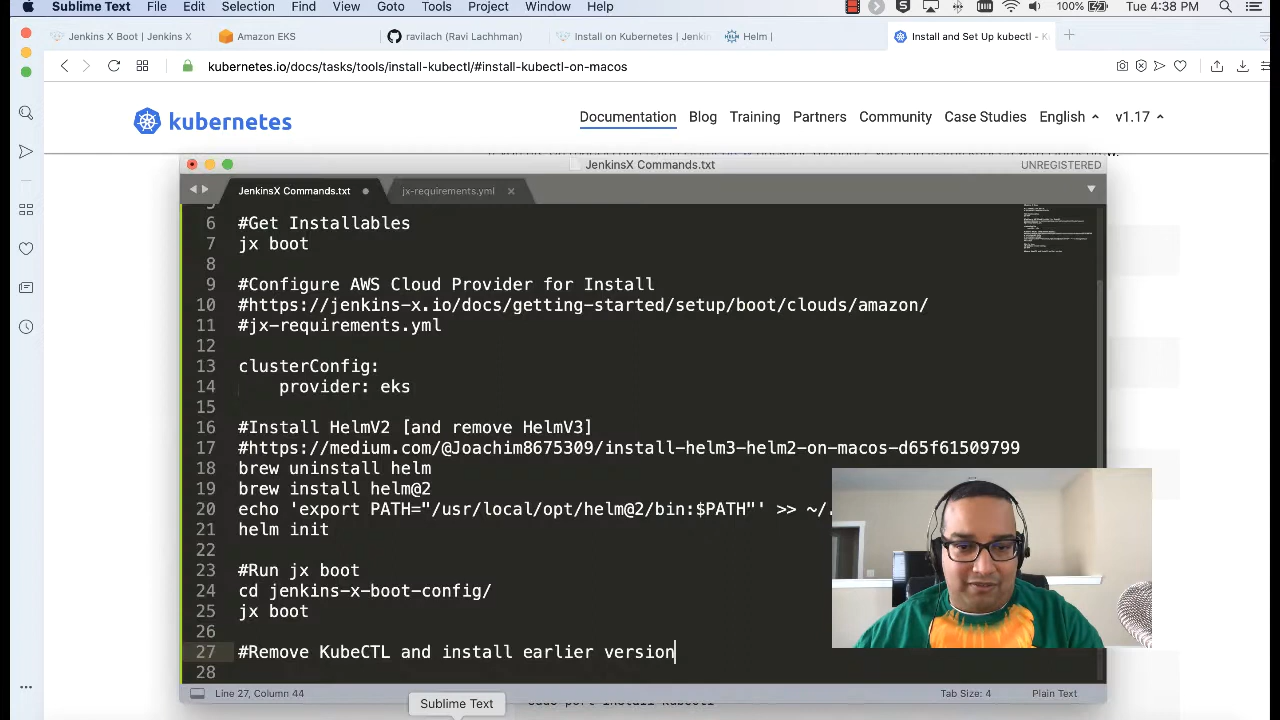 Sublime Text File Edit Selection Find View Goto Tools Project Window Help 100% Tue 4:38 PM
Jenkins X Boot | Jenkins X
Amazon EKS
ravilach (Ravi Lachhman)
Install on Kubernetes | Jenkin
Helm |
Install and Set Up kubectl - K
kubernetes.io/docs/tasks/tools/install-kubectl/#install-kubectl-on-macos
kubernetes
Documentation Blog Training Partners Community Case Studies English v1.17
JenkinsX Commands.txt
UNREGISTERED
JenkinsX Commands.txt
jx-requirements.yml
5
6 #Get Installables
7 jx boot
8
9 #Configure AWS Cloud Provider for Install
10 #https://jenkins-x.io/docs/getting-started/setup/boot/clouds/amazon/
11 #jx-requirements.yml
12
13 clusterConfig:
14 provider: eks
15
16 #Install HelmV2 [and remove HelmV3]
17 #https://medium.com/@Joachim8675309/install-helm3-helm2-on-macos-d65f61509799
18 brew uninstall helm
19 brew install helm@2
20 echo 'export PATH="/usr/local/opt/helm@2/bin:$PATH"' >> ~/.
21 helm init
22
23 #Run jx boot
24 cd jenkins-x-boot-config/
25 jx boot
26
27 #Remove KubeCTL and install earlier version
28
Line 27, Column 44
Tab Size: 4
Plain Text
Sublime Text
sudo port install kubectl